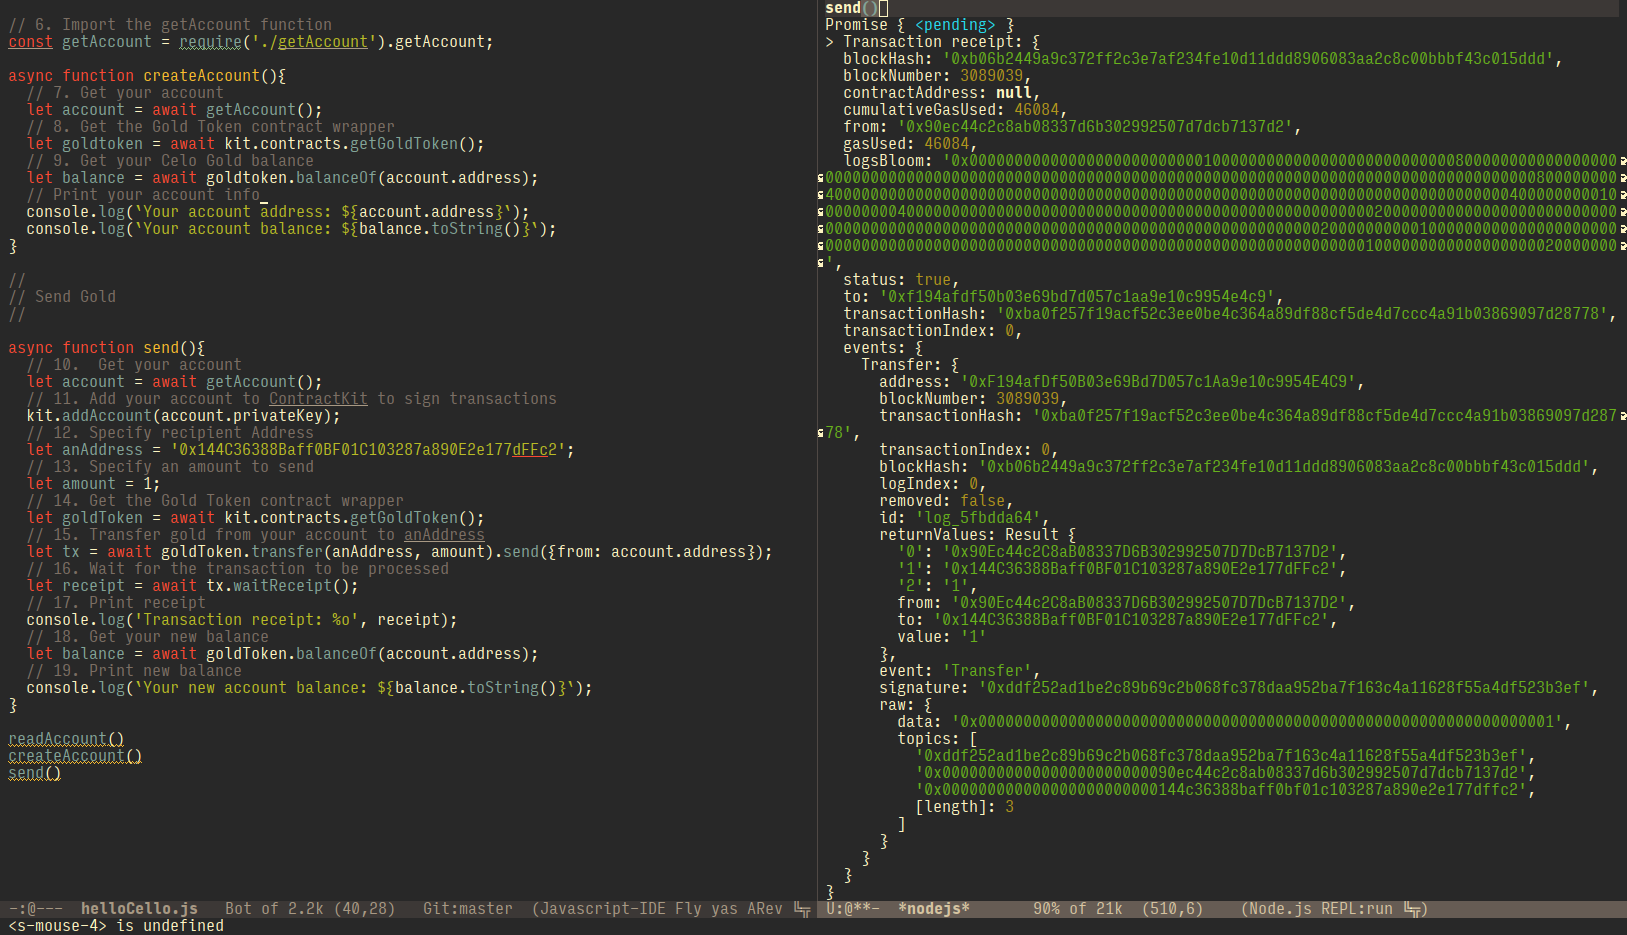 // 6. Import the getAccount function
const getAccount = require('./getAccount').getAccount;
async function createAccount(){
// 7. Get your account
let account = await getAccount();
// 8. Get the Gold Token contract wrapper
let goldtoken = await kit.contracts.getGoldToken();
// 9. Get your Celo Gold balance
let balance = await goldtoken.balanceOf(account.address);
// Print your account info
console.log(`Your account address: ${account.address}`);
console.log(`Your account balance: ${balance.toString()}`);
}
//
// Send Gold
//
async function send(){
// 10.  Get your account
let account = await getAccount();
// 11. Add your account to ContractKit to sign transactions
kit.addAccount(account.privateKey);
// 12. Specify recipient Address
let anAddress = '0x144C36388Baff0BF01C103287a890E2e177dFFc2';
// 13. Specify an amount to send
let amount = 1;
// 14. Get the Gold Token contract wrapper
let goldToken = await kit.contracts.getGoldToken();
// 15. Transfer gold from your account to anAddress
let tx = await goldToken.transfer(anAddress, amount).send({from: account.address});
// 16. Wait for the transaction to be processed
let receipt = await tx.waitReceipt();
// 17. Print receipt
console.log('Transaction receipt: %o', receipt);
// 18. Get your new balance
let balance = await goldToken.balanceOf(account.address);
// 19. Print new balance
console.log(`Your new account balance: ${balance.toString()}`);
}
readAccount()
createAccount()
send()
-:@---  helloCello.js   Bot of 2.2k (40,28)   Git:master  (Javascript-IDE Fly yas ARev
<s-mouse-4> is undefined
send()
Promise { <pending> }
> Transaction receipt: {
blockHash: '0xb06b2449a9c372ff2c3e7af234fe10d11ddd8906083aa2c8c00bbbf43c015ddd',
blockNumber: 3089039,
contractAddress: null,
cumulativeGasUsed: 46084,
from: '0x90ec44c2c8ab08337d6b302992507d7dcb7137d2',
gasUsed: 46084,
logsBloom: '0x000000000000000000000000001000000000000000000000000000800000000000000000
0000000000000000000000000000000000000000000000000000000000000000000000000000000800000000
4000000000000000000000000000000000000000000000000000000000000000000000000000400000000010
0000000040000000000000000000000000000000000000000000000000000200000000000000000000000000
0000000000000000000000000000000000000000000000000000000200000000001000000000000000000000
0000000000000000000000000000000000000000000000000000000000001000000000000000000020000000
',
status: true,
to: '0xf194afdf50b03e69bd7d057c1aa9e10c9954e4c9',
transactionHash: '0xba0f257f19acf52c3ee0be4c364a89df88cf5de4d7ccc4a91b03869097d28778',
transactionIndex: 0,
events: {
Transfer: {
address: '0xF194afDf50B03e69Bd7D057c1Aa9e10c9954E4C9',
blockNumber: 3089039,
transactionHash: '0xba0f257f19acf52c3ee0be4c364a89df88cf5de4d7ccc4a91b03869097d287
78',
transactionIndex: 0,
blockHash: '0xb06b2449a9c372ff2c3e7af234fe10d11ddd8906083aa2c8c00bbbf43c015ddd',
logIndex: 0,
removed: false,
id: 'log_5fbdda64',
returnValues: Result {
'0': '0x90Ec44c2C8aB08337D6B302992507D7DcB7137D2',
'1': '0x144C36388Baff0BF01C103287a890E2e177dFFc2',
'2': '1',
from: '0x90Ec44c2C8aB08337D6B302992507D7DcB7137D2',
to: '0x144C36388Baff0BF01C103287a890E2e177dFFc2',
value: '1'
},
event: 'Transfer',
signature: '0xddf252ad1be2c89b69c2b068fc378daa952ba7f163c4a11628f55a4df523b3ef',
raw: {
data: '0x0000000000000000000000000000000000000000000000000000000000000001',
topics: [
'0xddf252ad1be2c89b69c2b068fc378daa952ba7f163c4a11628f55a4df523b3ef',
'0x00000000000000000000000090ec44c2c8ab08337d6b302992507d7dcb7137d2',
'0x000000000000000000000000144c36388baff0bf01c103287a890e2e177dffc2',
[length]: 3
]
}
}
}
}
U:@**-  *nodejs*       90% of 21k  (510,6)    (Node.js REPL:run